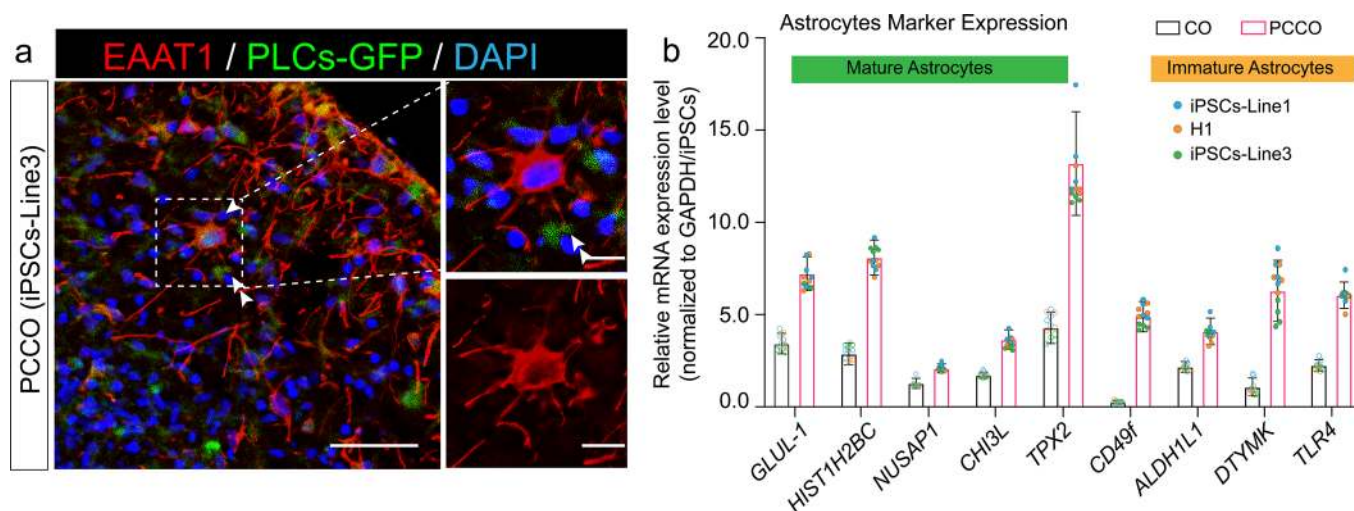 a
EAAT1 / PLCs-GFP / DAPI
PCCO (iPSCs-Line3)
b
Astrocytes Marker Expression
CO
PCCO
Mature Astrocytes
Immature Astrocytes
iPSCs-Line1
H1
iPSCs-Line3
Relative mRNA expression level
(normalized to GAPDH/iPSCs)
20.0
15.0
10.0
5.0
0.0
GLUL-1
HIST1H2BC
NUSAP1
CHI3L
TPX2
CD49f
ALDH1L1
DTYMK
TLR4